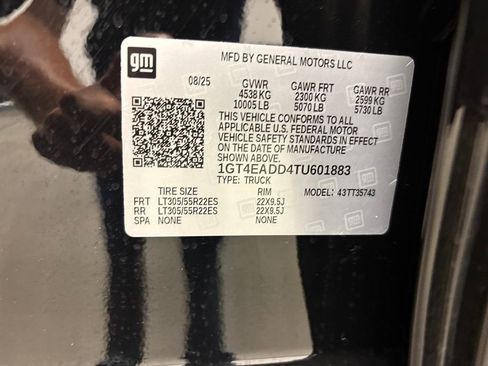 gm
MFD BY GENERAL MOTORS LLC
08/25 GVWR GAWR FRT GAWR RR
4538 KG 2300 KG 2599 KG
10005 LB 5070 LB 5730 LB
THIS VEHICLE CONFORMS TO ALL
APPLICABLE U.S. FEDERAL MOTOR
VEHICLE SAFETY STANDARDS IN EFFECT
ON THE DATE OF MANUFACTURE
SHOWN ABOVE.
1GT4EADD4TU601883
TYPE: TRUCK MODEL: 43TT35743
TIRE SIZE RIM
FRT LT305/55R22ES 22X9.5J
RR LT305/55R22ES 22X9.5J
SPA NONE NONE